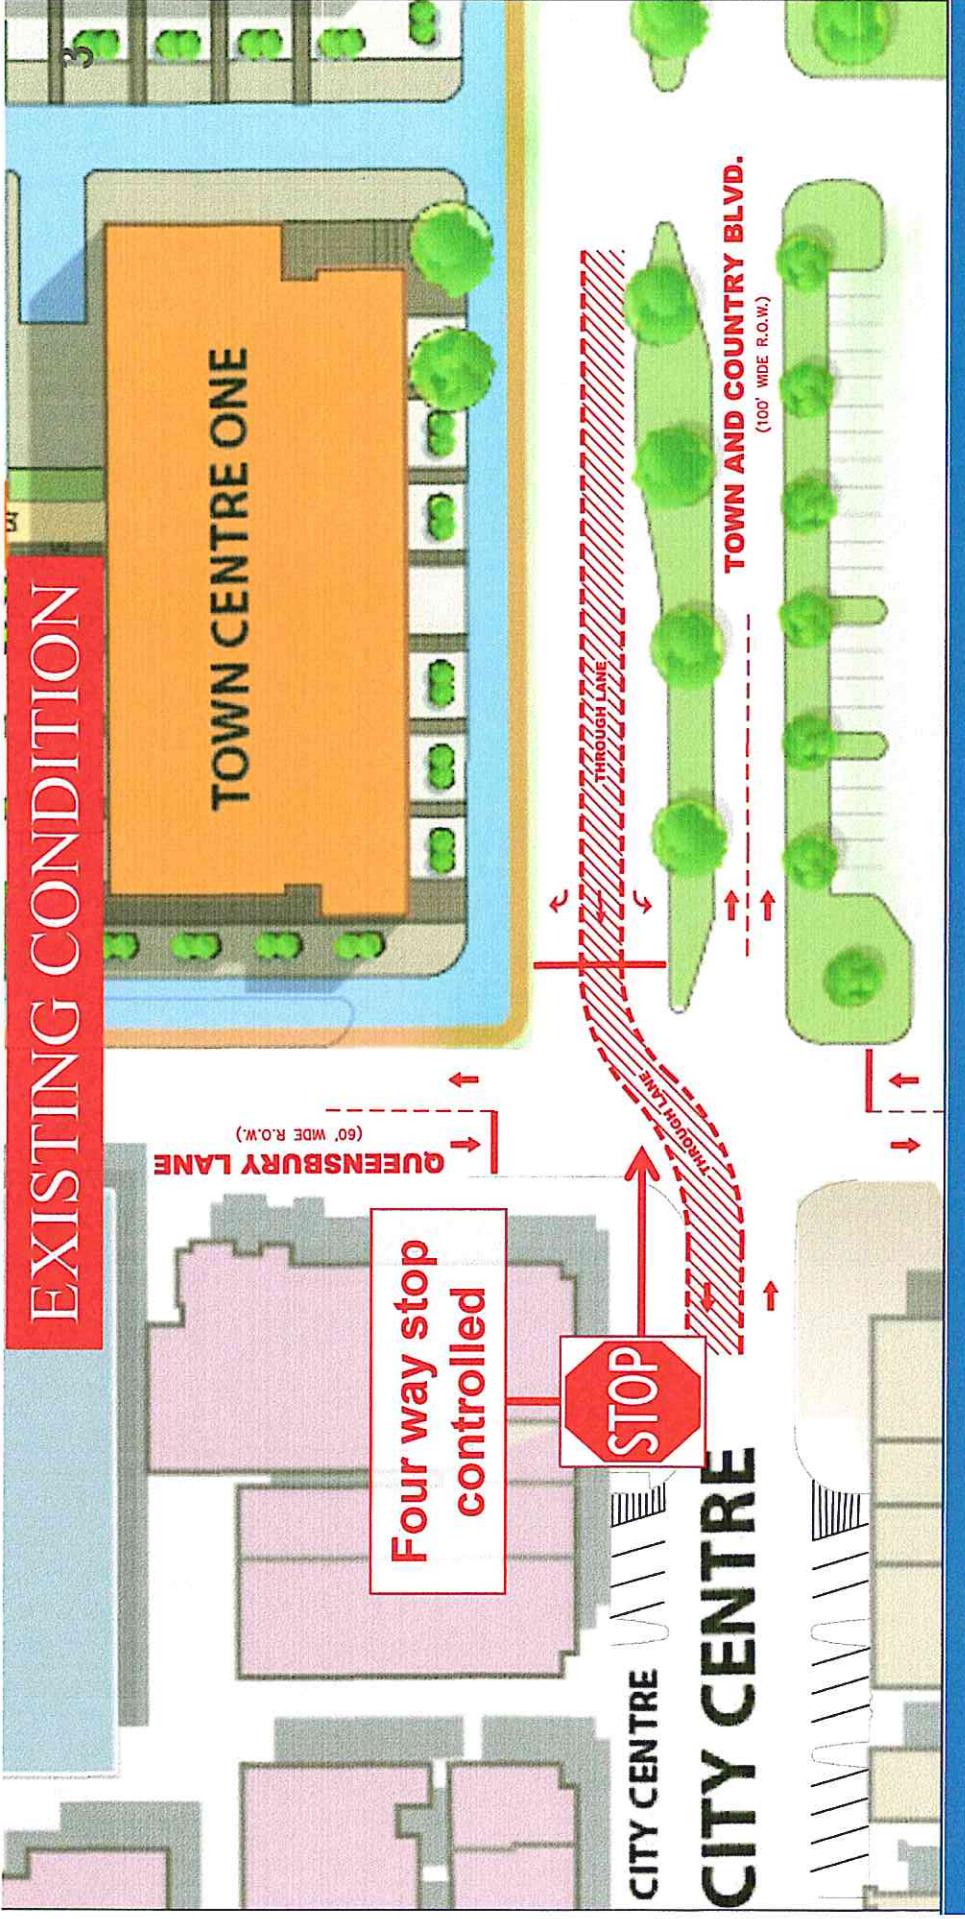 EXISTING CONDITION
3
TOWN CENTRE ONE
QUEENSBURY LANE
(60' WIDE R.O.W.)
Four way stop
controlled
STOP
THROUGH LANE
THROUGH LANE
TOWN AND COUNTRY BLVD.
(100' WIDE R.O.W.)
CITY CENTRE
CITY CENTRE